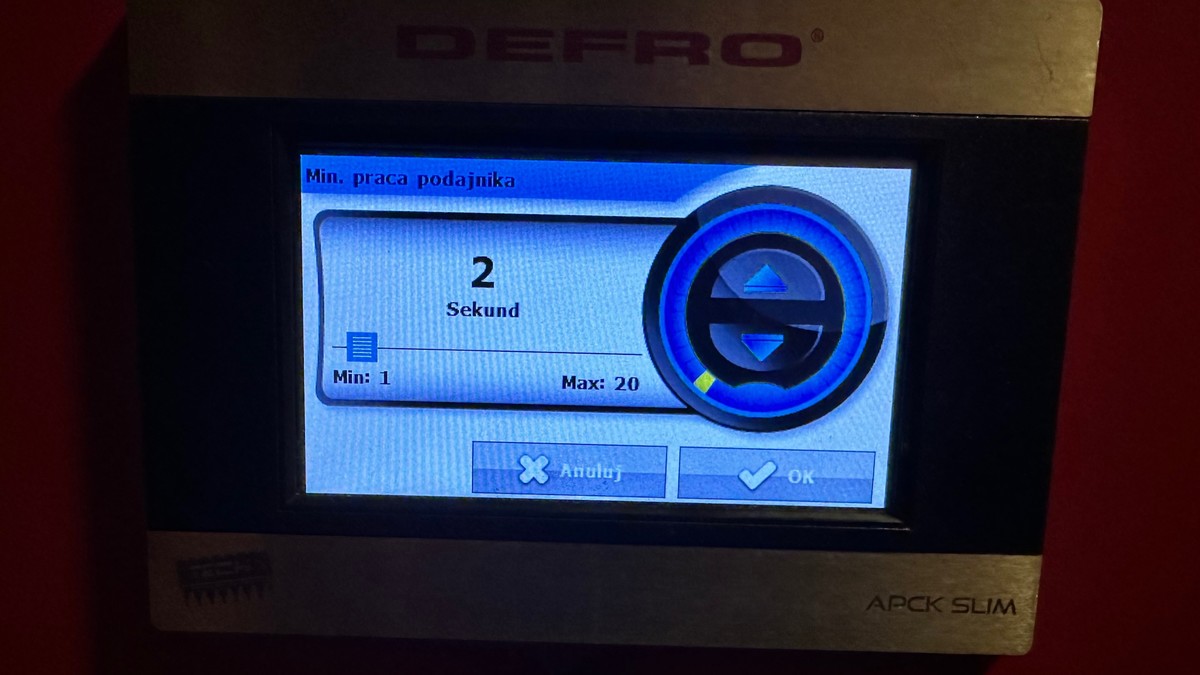 DEFRO®
Min. praca podajnika
2
Sekund
Min: 1
Max: 20
Anuluj
OK
APCK SLIM